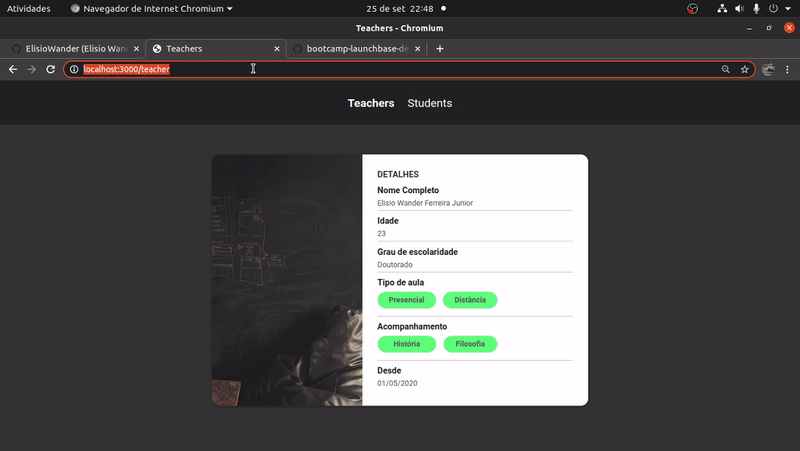 Atividades
Navegador de Internet Chromium
25 de set 22:48
Teachers - Chromium
ElisioWander (Elisio Wan
Teachers
bootcamp-launchbase-de
localhost:3000/teacher
Teachers Students
DETALHES
Nome Completo
Elisio Wander Ferreira Junior
Idade
23
Grau de escolaridade
Doutorado
Tipo de aula
Presencial Distância
Acompanhamento
História Filosofia
Desde
01/05/2020